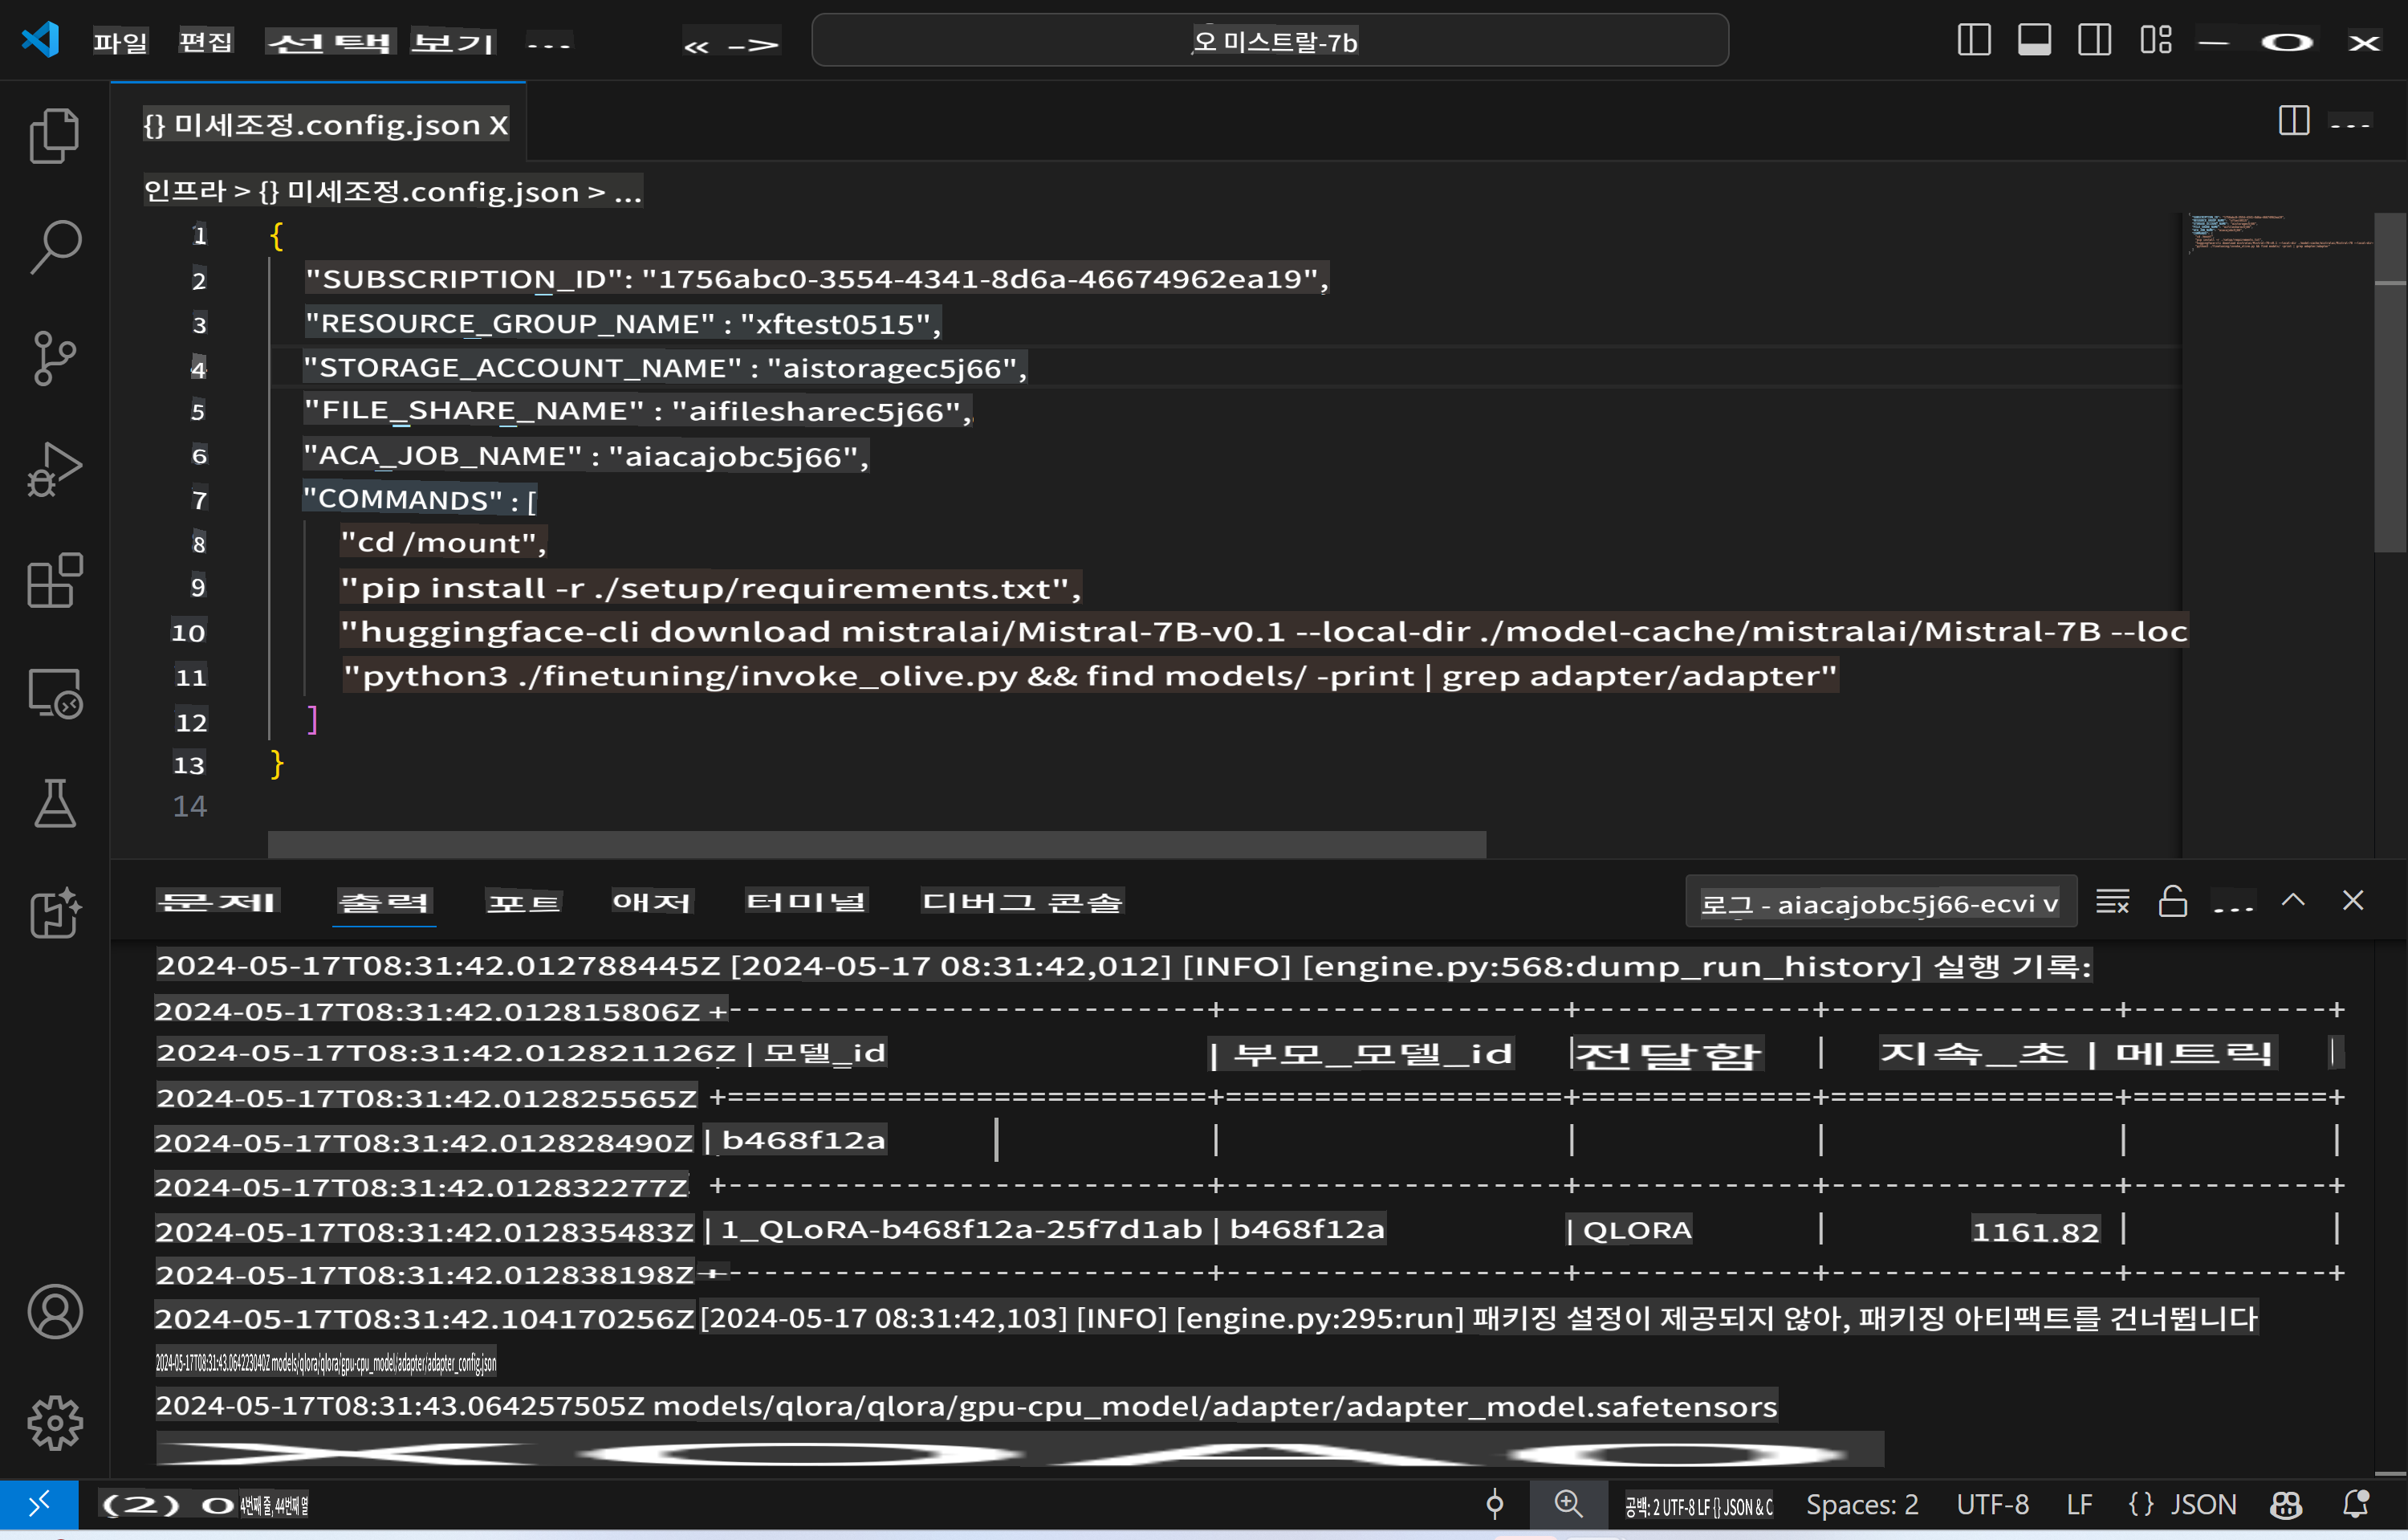 파일 편집 선택 보기 ... « -> 오 미스트랄-7b
{} 미세조정.config.json X
인프라 > {} 미세조정.config.json > ...
1 {
2 "SUBSCRIPTION_ID": "1756abc0-3554-4341-8d6a-46674962ea19",
3 "RESOURCE_GROUP_NAME" : "xftest0515",
4 "STORAGE_ACCOUNT_NAME" : "aistoragec5j66",
5 "FILE_SHARE_NAME" : "aifilesharec5j66",
6 "ACA_JOB_NAME" : "aiacajobc5j66",
7 "COMMANDS" : [
8 "cd /mount",
9 "pip install -r ./setup/requirements.txt",
10 "huggingface-cli download mistralai/Mistral-7B-v0.1 --local-dir ./model-cache/mistralai/Mistral-7B --loc
11 "python3 ./finetuning/invoke_olive.py && find models/ -print | grep adapter/adapter"
12 ]
13 }
14
문제 출력 포트 애저 터미널 디버그 콘솔 로그 - aiacajobc5j66-ecvi v ...
2024-05-17T08:31:42.012788445Z [2024-05-17 08:31:42,012] [INFO] [engine.py:568:dump_run_history] 실행 기록:
2024-05-17T08:31:42.012815806Z +---------------------------+-------------------+-------------+----------------+-----------+
2024-05-17T08:31:42.012821126Z | 모델_id | 부모_모델_id | 전달함 | 지속_초 | 메트릭 |
2024-05-17T08:31:42.012825565Z +===========================+===================+=============+================+===========+
2024-05-17T08:31:42.012828490Z | b468f12a | | | | | |
2024-05-17T08:31:42.012832277Z +---------------------------+-------------------+-------------+----------------+-----------+
2024-05-17T08:31:42.012835483Z | 1_QLoRA-b468f12a-25f7d1ab | b468f12a | QLORA | 1161.82 | |
2024-05-17T08:31:42.012838198Z +---------------------------+-------------------+-------------+----------------+-----------+
2024-05-17T08:31:42.104170256Z [2024-05-17 08:31:42,103] [INFO] [engine.py:295:run] 패키징 설정이 제공되지 않아, 패키징 아티팩트를 건너뜁니다
2024-05-17T08:31:43.064223040Z models/qlora/qlora/gpu-cpu_model/adapter/adapter_config.json
2024-05-17T08:31:43.064257505Z models/qlora/qlora/gpu-cpu_model/adapter/adapter_model.safetensors
X O A O
(2) O 4번째 줄, 44번째 열 공백: 2 UTF-8 LF {} JSON & C Spaces: 2 UTF-8 LF {} JSON